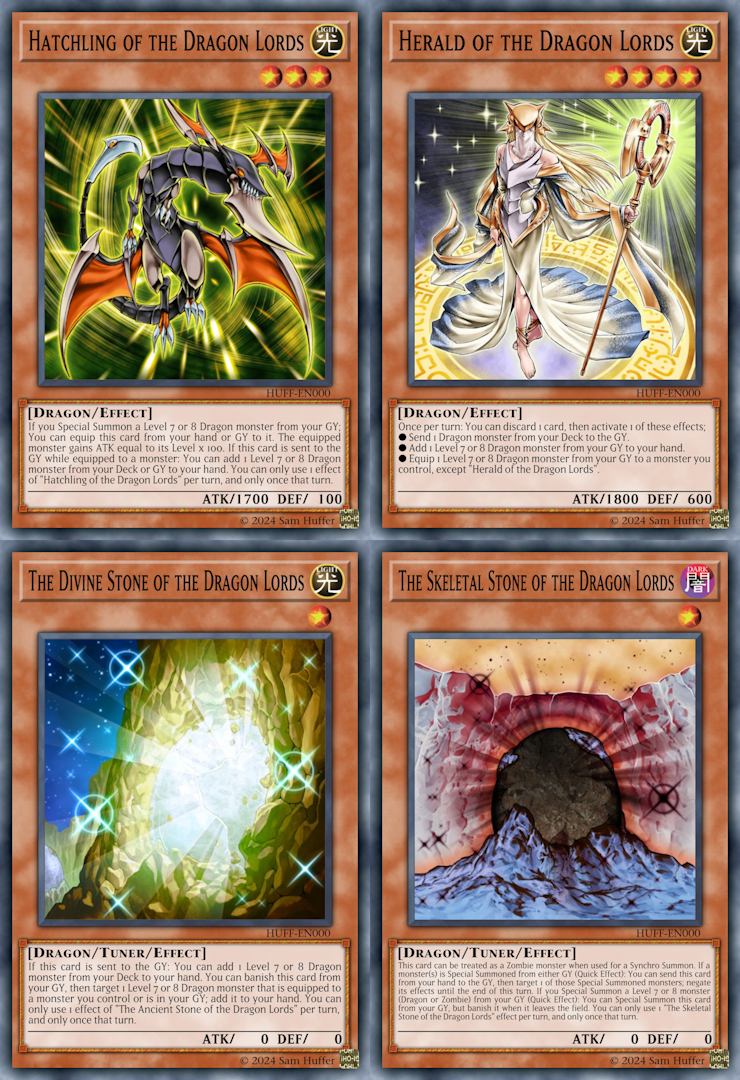 Hatchling of the Dragon Lords
LIGHT
光
HUFF-EN000
[Dragon/Effect]
If you Special Summon a Level 7 or 8 Dragon monster from your GY;
You can equip this card from your hand or GY to it. The equipped
monster gains ATK equal to its Level x 100. If this card is sent to the
GY while equipped to a monster: You can add 1 Level 7 or 8 Dragon
monster from your Deck or GY to your hand. You can only use 1 effect
of "Hatchling of the Dragon Lords" per turn, and only once that turn.
ATK/1700 DEF/ 100
© 2024 Sam Huffer
Herald of the Dragon Lords
LIGHT
光
HUFF-EN000
[Dragon/Effect]
Once per turn: You can discard 1 card, then activate 1 of these effects;
● Send 1 Dragon monster from your Deck to the GY.
● Add 1 Level 7 or 8 Dragon monster from your GY to your hand.
● Equip 1 Level 7 or 8 Dragon monster from your GY to a monster you
control, except "Herald of the Dragon Lords".
ATK/1800 DEF/ 600
© 2024 Sam Huffer
The Divine Stone of the Dragon Lords
LIGHT
光
HUFF-EN000
[Dragon/Tuner/Effect]
If this card is sent to the GY: You can add 1 Level 7 or 8 Dragon
monster from your Deck to your hand. You can banish this card from
your GY, then target 1 Level 7 or 8 Dragon monster that is equipped to
a monster you control or is in your GY; add it to your hand. You can
only use 1 effect of "The Ancient Stone of the Dragon Lords" per turn,
and only once that turn.
ATK/ 0 DEF/ 0
© 2024 Sam Huffer
The Skeletal Stone of the Dragon Lords
DARK
闇
HUFF-EN000
[Dragon/Tuner/Effect]
This card can be treated as a Zombie monster when used for a Synchro Summon. If a
monster(s) is Special Summoned from either GY (Quick Effect): You can send this card
from your hand to the GY, then target 1 of those Special Summoned monsters; negate
its effects until the end of this turn. If you Special Summon a Level 7 or 8 monster
(Dragon or Zombie) from your GY (Quick Effect): You can Special Summon this card
from your GY, but banish it when it leaves the field. You can only use 1 "The Skeletal
Stone of the Dragon Lords" effect per turn, and only once that turn.
ATK/ 0 DEF/ 0
© 2024 Sam Huffer